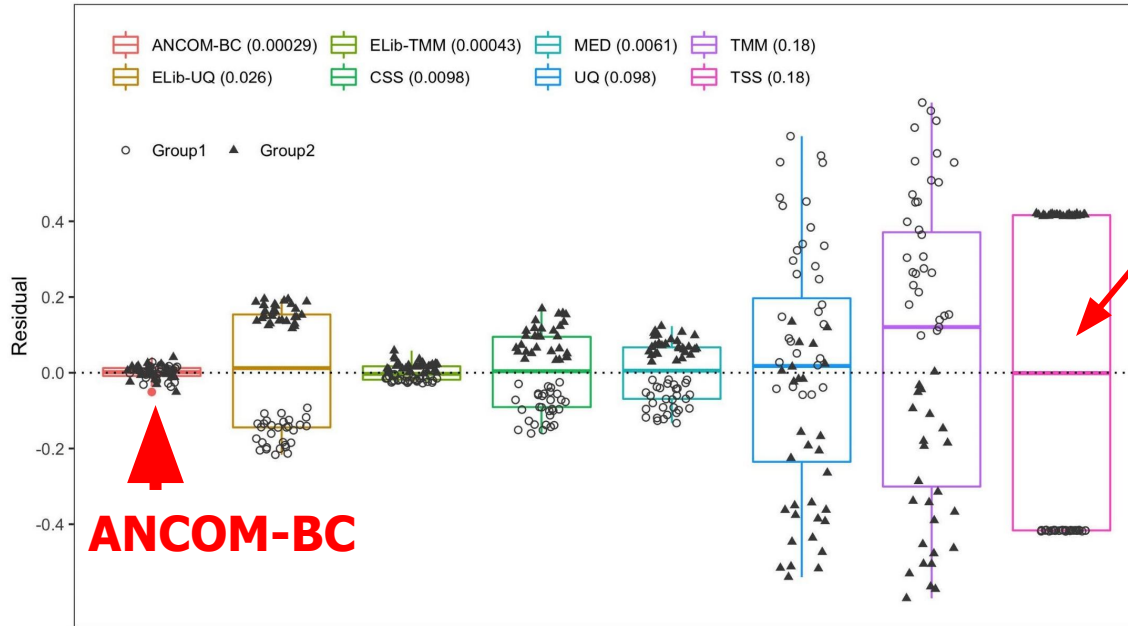 ANCOM-BC (0.00029) ELib-TMM (0.00043) MED (0.0061) TMM (0.18)
ELib-UQ (0.026) CSS (0.0098) UQ (0.098) TSS (0.18)
Group1 Group2
Residual
0.4
0.2
0.0
-0.2
-0.4
ANCOM-BC